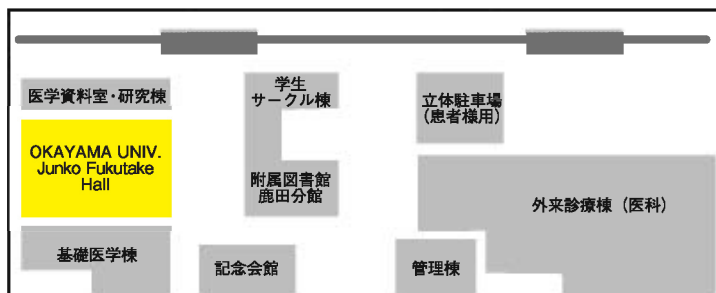 医学資料室・研究棟
学生
サークル棟
立体駐車場
（患者様用）
OKAYAMA UNIV.
Junko Fukutake
Hall
附属図書館
鹿田分館
外来診療棟（医科）
基礎医学棟
記念会館
管理棟